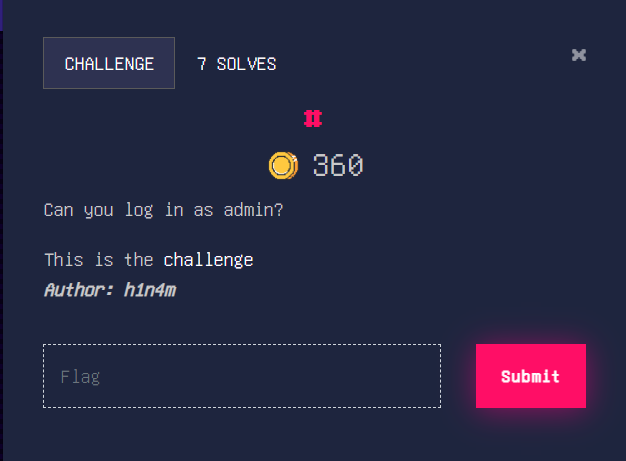 CHALLENGE
7 SOLVES
#
360
Can you log in as admin?
This is the challenge
Author: h1n4m
Flag
Submit